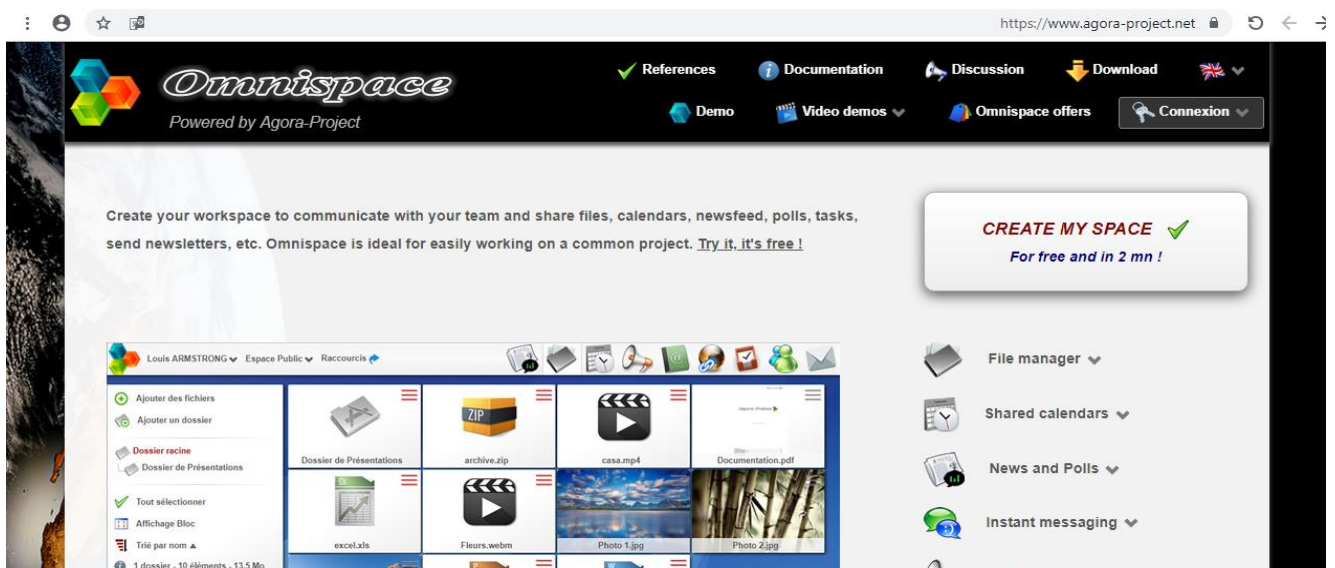 https://www.agora-project.net
Omnispace
Powered by Agora-Project
References
Documentation
Discussion
Download
Demo
Video demos
Omnispace offers
Connexion
Create your workspace to communicate with your team and share files, calendars, newsfeed, polls, tasks,
send newsletters, etc. Omnispace is ideal for easily working on a common project. Try it, it's free !
CREATE MY SPACE
For free and in 2 mn !
Louis ARMSTRONG Espace Public Raccourcis
Ajouter des fichiers
Ajouter un dossier
Dossier racine
Dossier de Présentations
Tout sélectionner
Affichage Bloc
Trié par nom
1 dossier - 10 éléments - 13.5 Mo
Dossier de Présentations
ZIP
archive.zip
casa.mp4
Documentation.pdf
excel.xls
Fleurs.webm
Photo 1.jpg
Photo 2.jpg
File manager
Shared calendars
News and Polls
Instant messaging